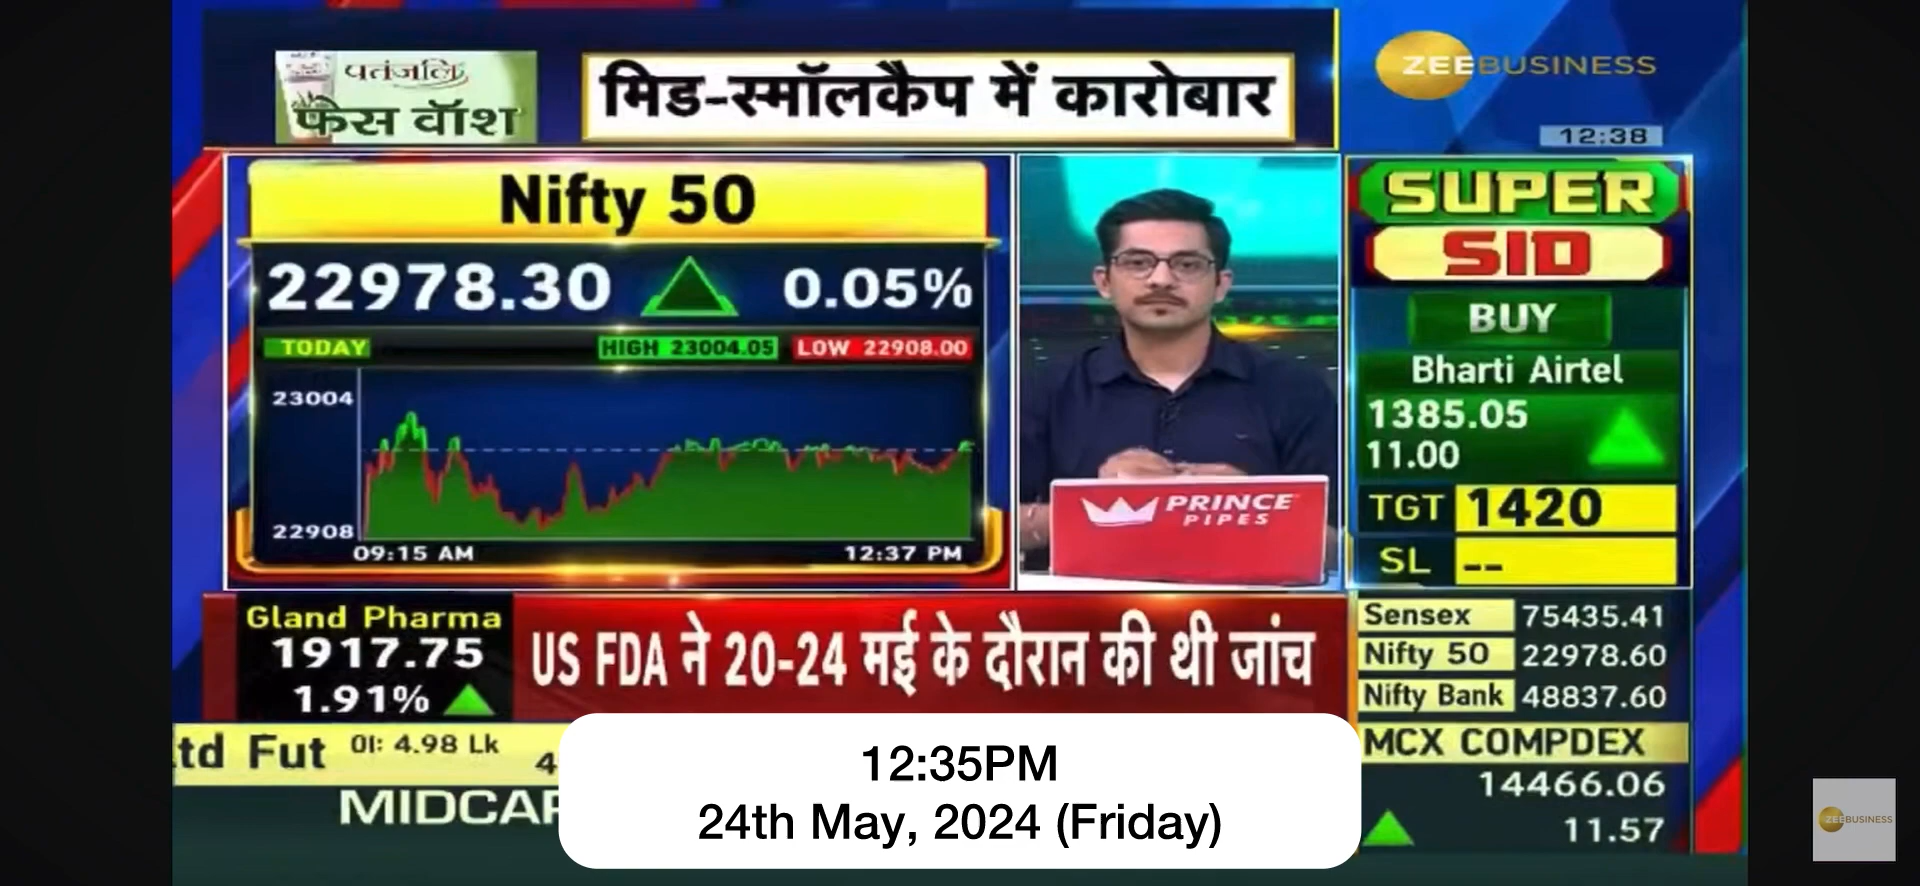 पतंजलि
फेस वॉश
मिड-स्मॉलकैप में कारोबार
ZEEBUSINESS
12:38
Nifty 50
22978.30 0.05%
TODAY HIGH 23004.05 LOW 22908.00
23004
22908
09:15 AM 12:37 PM
PRINCE
PIPES
SUPER
SID
BUY
Bharti Airtel
1385.05
11.00
TGT 1420
SL --
Gland Pharma
1917.75
1.91%
US FDA ने 20-24 मई के दौरान की थी जांच
Sensex 75435.41
Nifty 50 22978.60
Nifty Bank 48837.60
td Fut OI: 4.98 Lk 4
MIDCAP
MCX COMPDEX
14466.06
11.57
12:35PM
24th May, 2024 (Friday)
ZEEBUSINESS